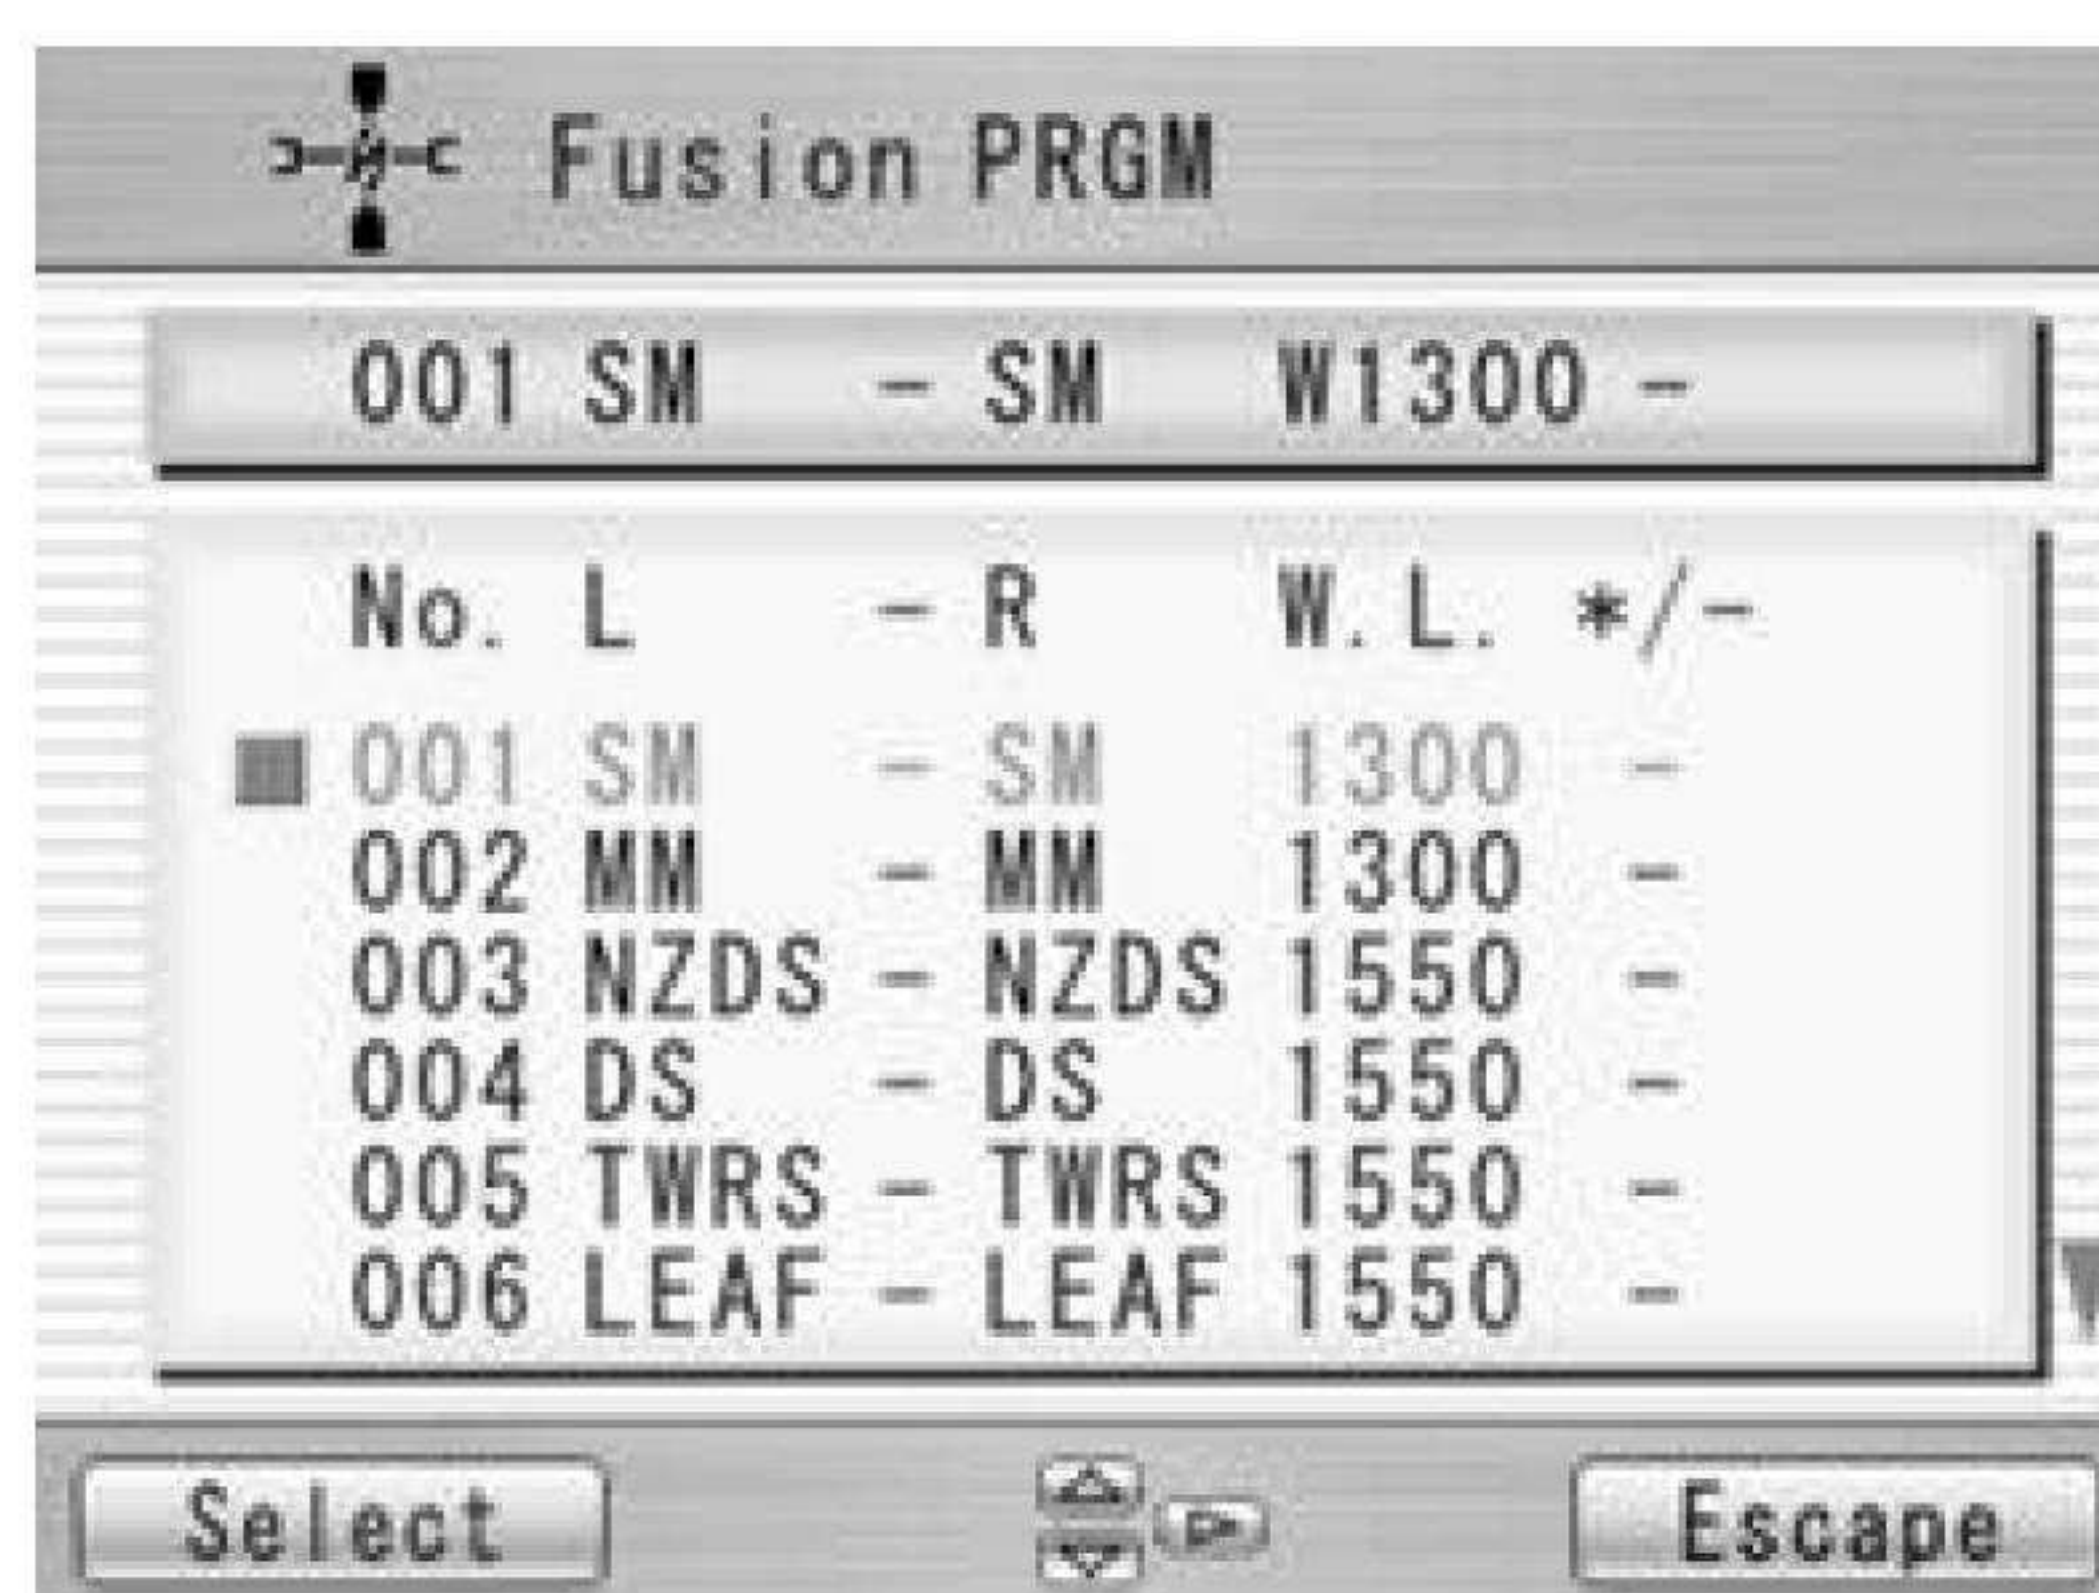 Fusion PRGM
001 SM - SM W1300 -
No. L - R W.L. */-
001 SM - SM 1300 -
002 MM - MM 1300 -
003 NZDS - NZDS 1550 -
004 DS - DS 1550 -
005 TWRS - TWRS 1550 -
006 LEAF - LEAF 1550 -
Select Escape